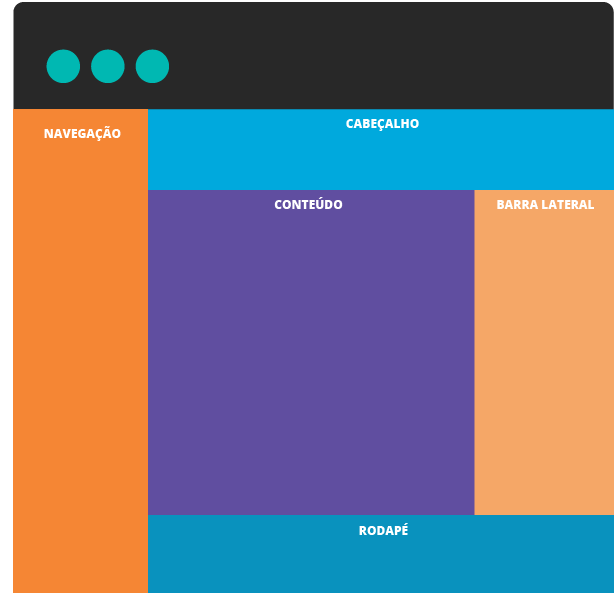 NAVEGAÇÃO
CABEÇALHO
CONTEÚDO
BARRA LATERAL
RODAPÉ